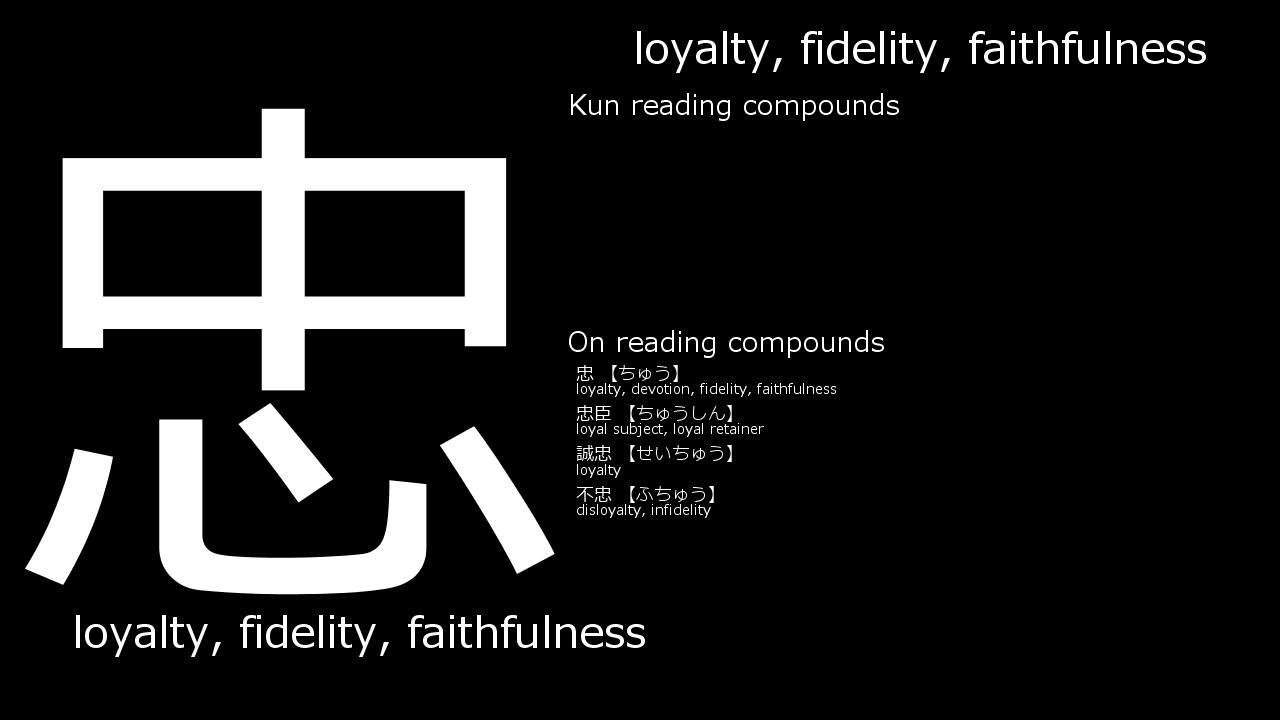 忠
loyalty, fidelity, faithfulness
loyalty, fidelity, faithfulness
Kun reading compounds
On reading compounds
忠 【ちゅう】
loyalty, devotion, fidelity, faithfulness
忠臣 【ちゅうしん】
loyal subject, loyal retainer
誠忠 【せいちゅう】
loyalty
不忠 【ふちゅう】
disloyalty, infidelity